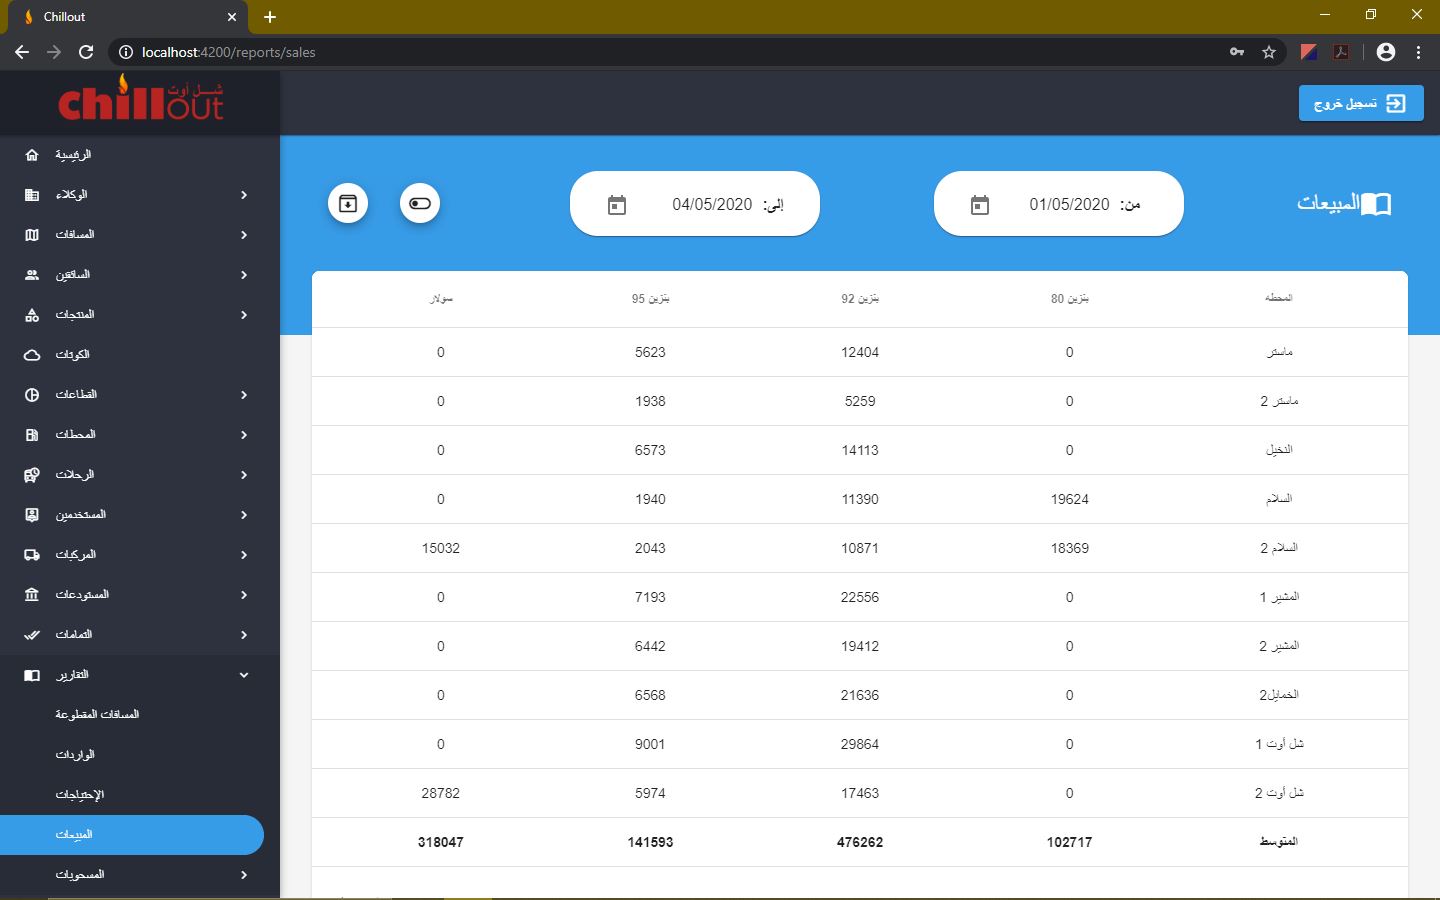 Chillout
localhost:4200/reports/sales
شل أوت
chillout
تسجيل خروج
الرئيسية
الوكلاء
المسافات
السائقين
المنتجات
الكوتات
القطاعات
المحطات
الرحلات
المستخدمين
المركبات
المستودعات
التمامات
التقارير
المسافات المقطوعة
الواردات
الإحتياجات
المبيعات
المسحوبات
المبيعات
من: 01/05/2020
إلى: 04/05/2020
المحطه بنزين 80 بنزين 92 بنزين 95 سولار
ماستر 0 12404 5623 0
ماستر 2 0 5259 1938 0
النخيل 0 14113 6573 0
السلام 19624 11390 1940 0
السلام 2 18369 10871 2043 15032
المشير 1 0 22556 7193 0
المشير 2 0 19412 6442 0
الخمايل2 0 21636 6568 0
شل أوت 1 0 29864 9001 0
شل أوت 2 0 17463 5974 28782
المتوسط 102717 476262 141593 318047